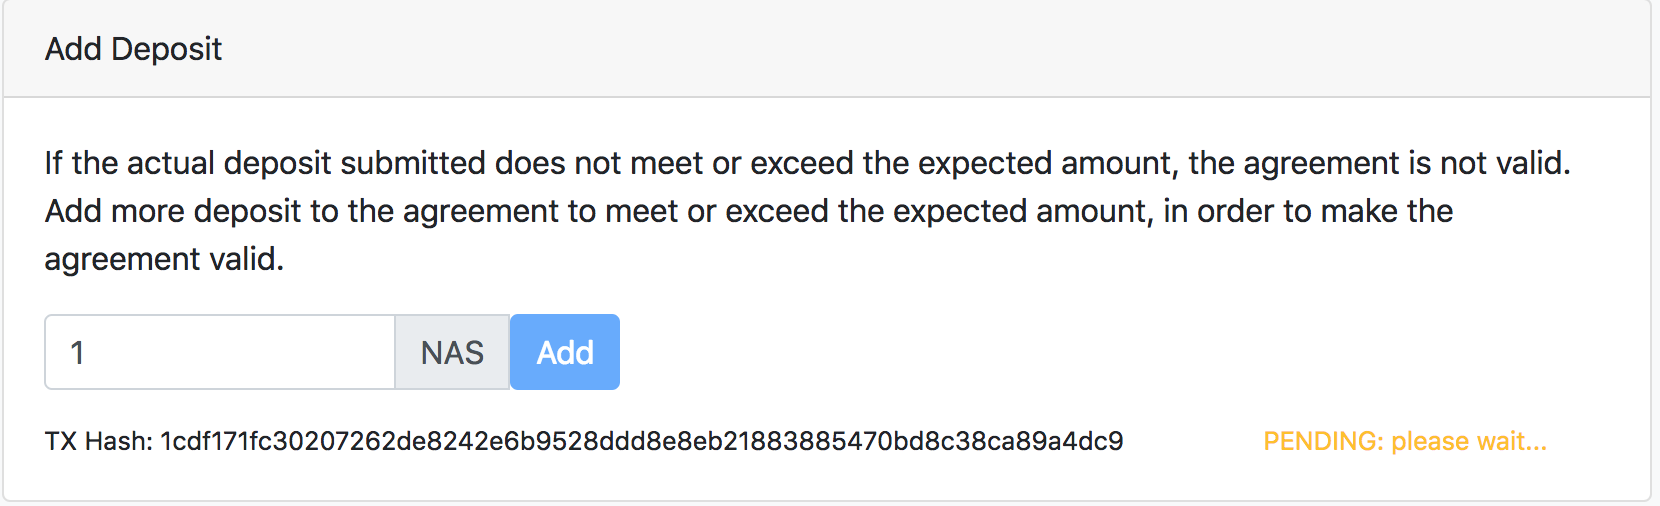 Add Deposit
If the actual deposit submitted does not meet or exceed the expected amount, the agreement is not valid.
Add more deposit to the agreement to meet or exceed the expected amount, in order to make the
agreement valid.
1 NAS Add
TX Hash: 1cdf171fc30207262de8242e6b9528ddd8e8eb21883885470bd8c38ca89a4dc9 PENDING: please wait...